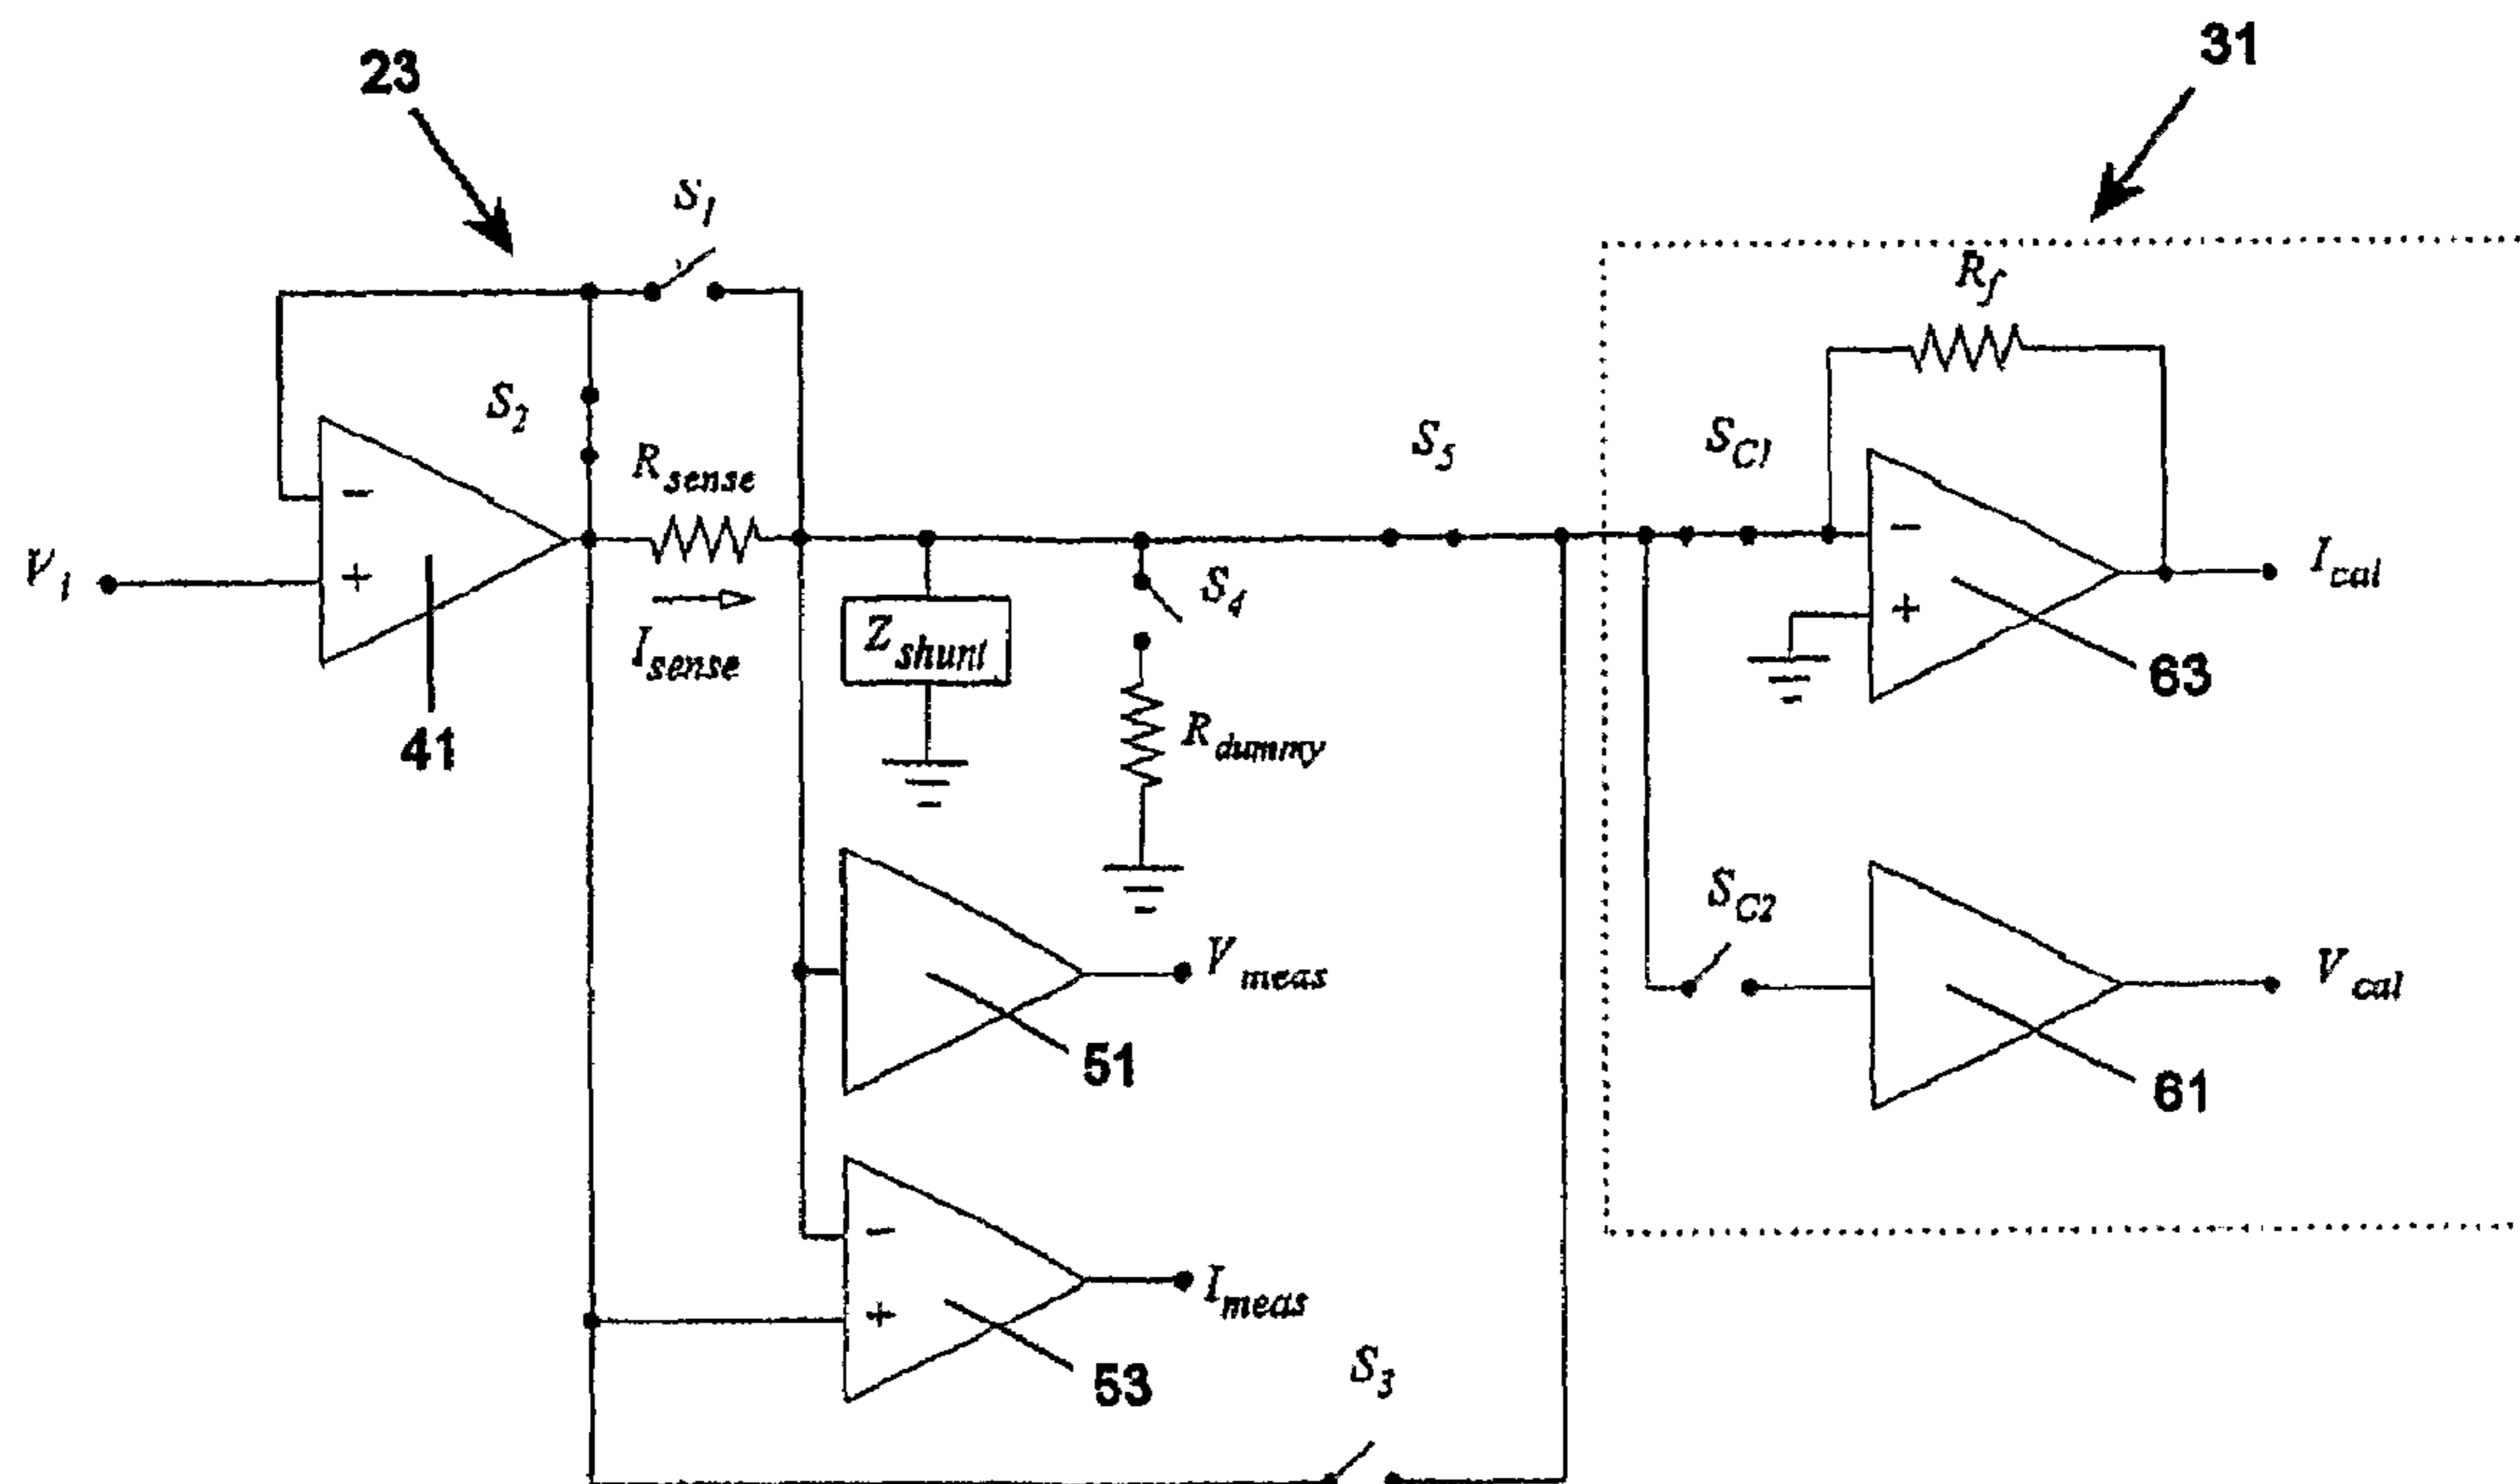 23
31
S1
Rf
S2
Rsense
S5
SC1
V1
-
+
Isense
Zshunt
S4
-
+
Ical
63
41
Rdummy
SC2
Vmeas
Vcal
51
61
-
+
Imeas
53
S3